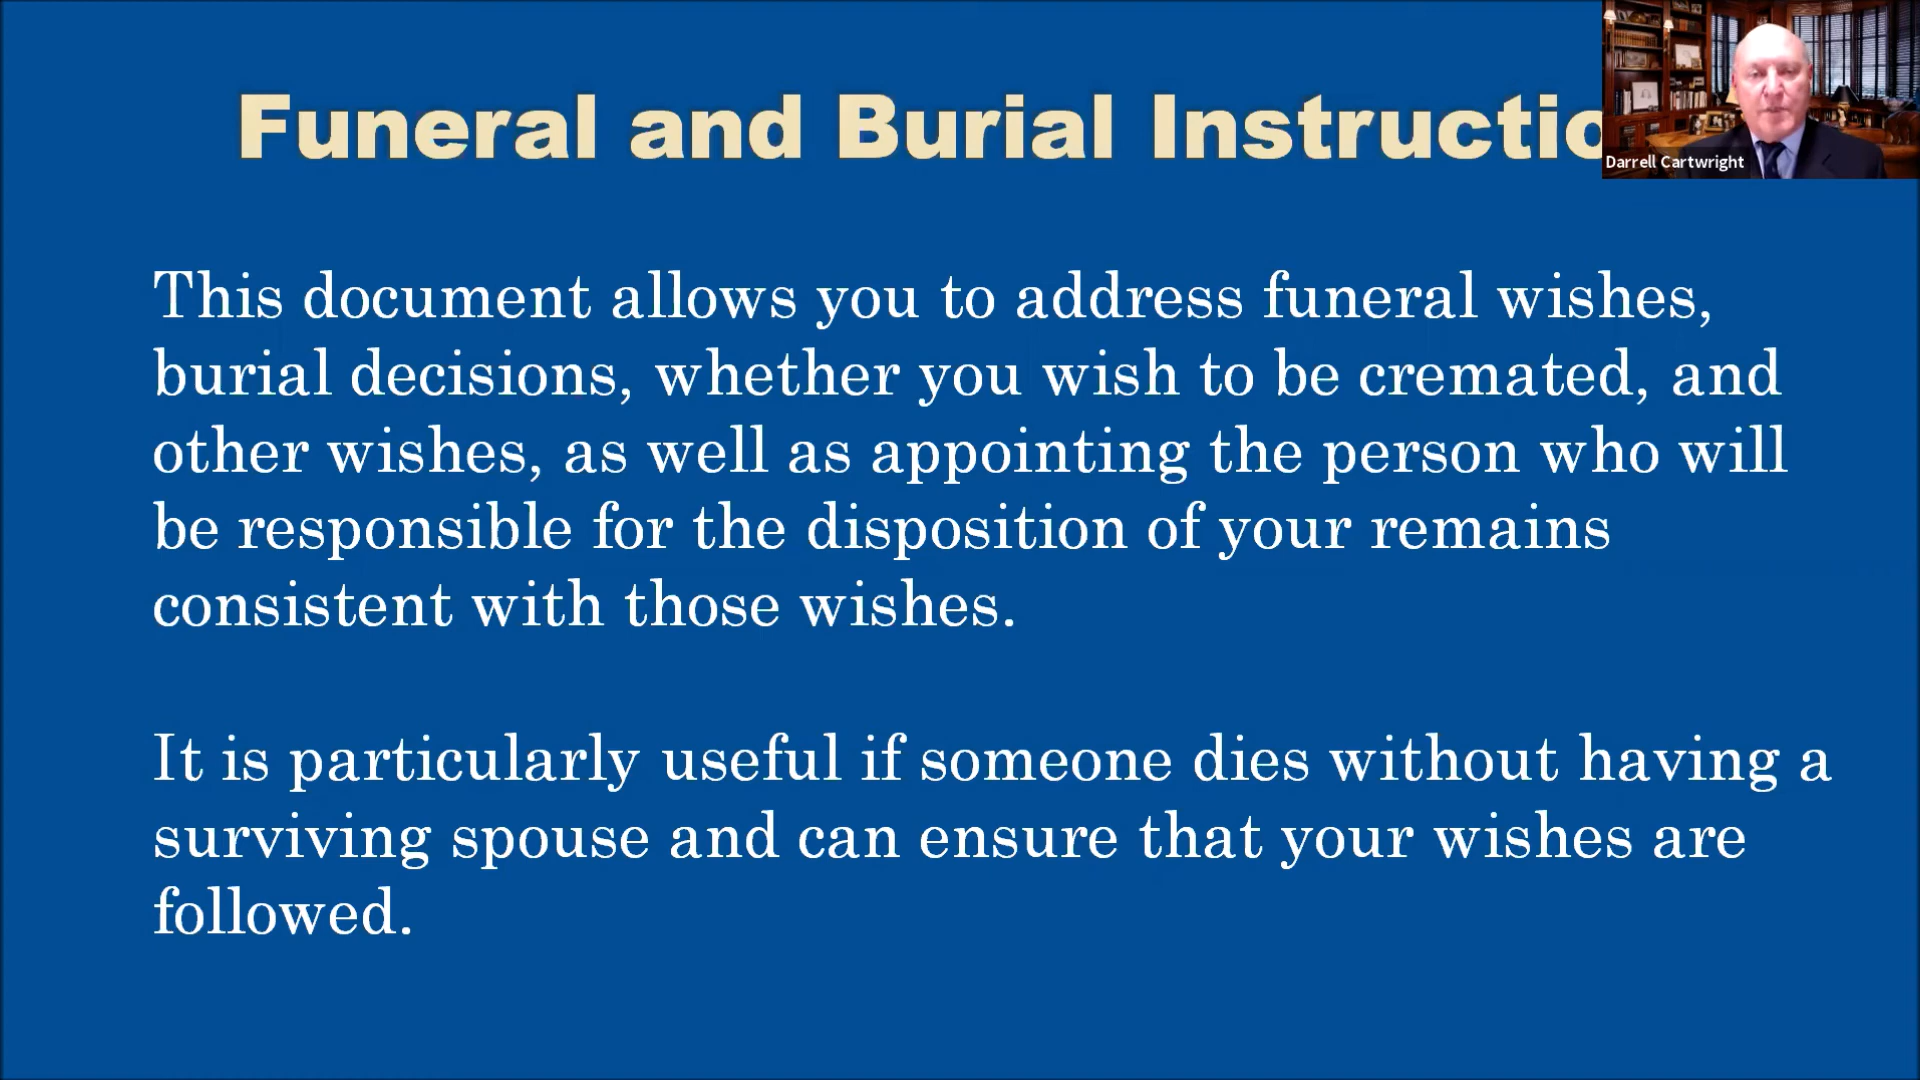 Funeral and Burial Instructio
Darrell Cartwright
This document allows you to address funeral wishes,
burial decisions, whether you wish to be cremated, and
other wishes, as well as appointing the person who will
be responsible for the disposition of your remains
consistent with those wishes.
It is particularly useful if someone dies without having a
surviving spouse and can ensure that your wishes are
followed.